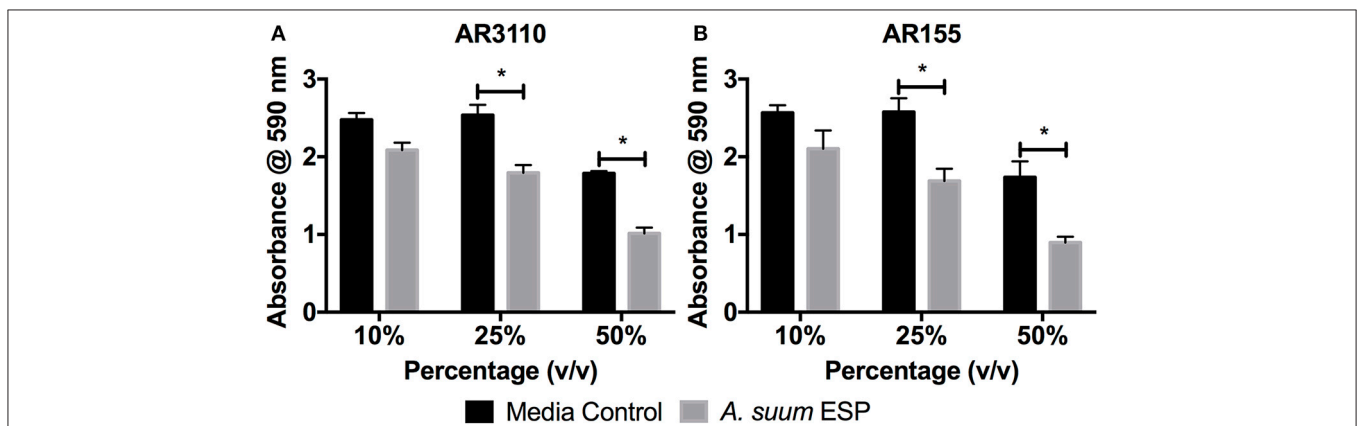 A
AR3110
Absorbance @ 590 nm
3
2
1
0
*
*
10%
25%
50%
Percentage (v/v)
B
AR155
Absorbance @ 590 nm
3
2
1
0
*
*
10%
25%
50%
Percentage (v/v)
Media Control
A. suum ESP